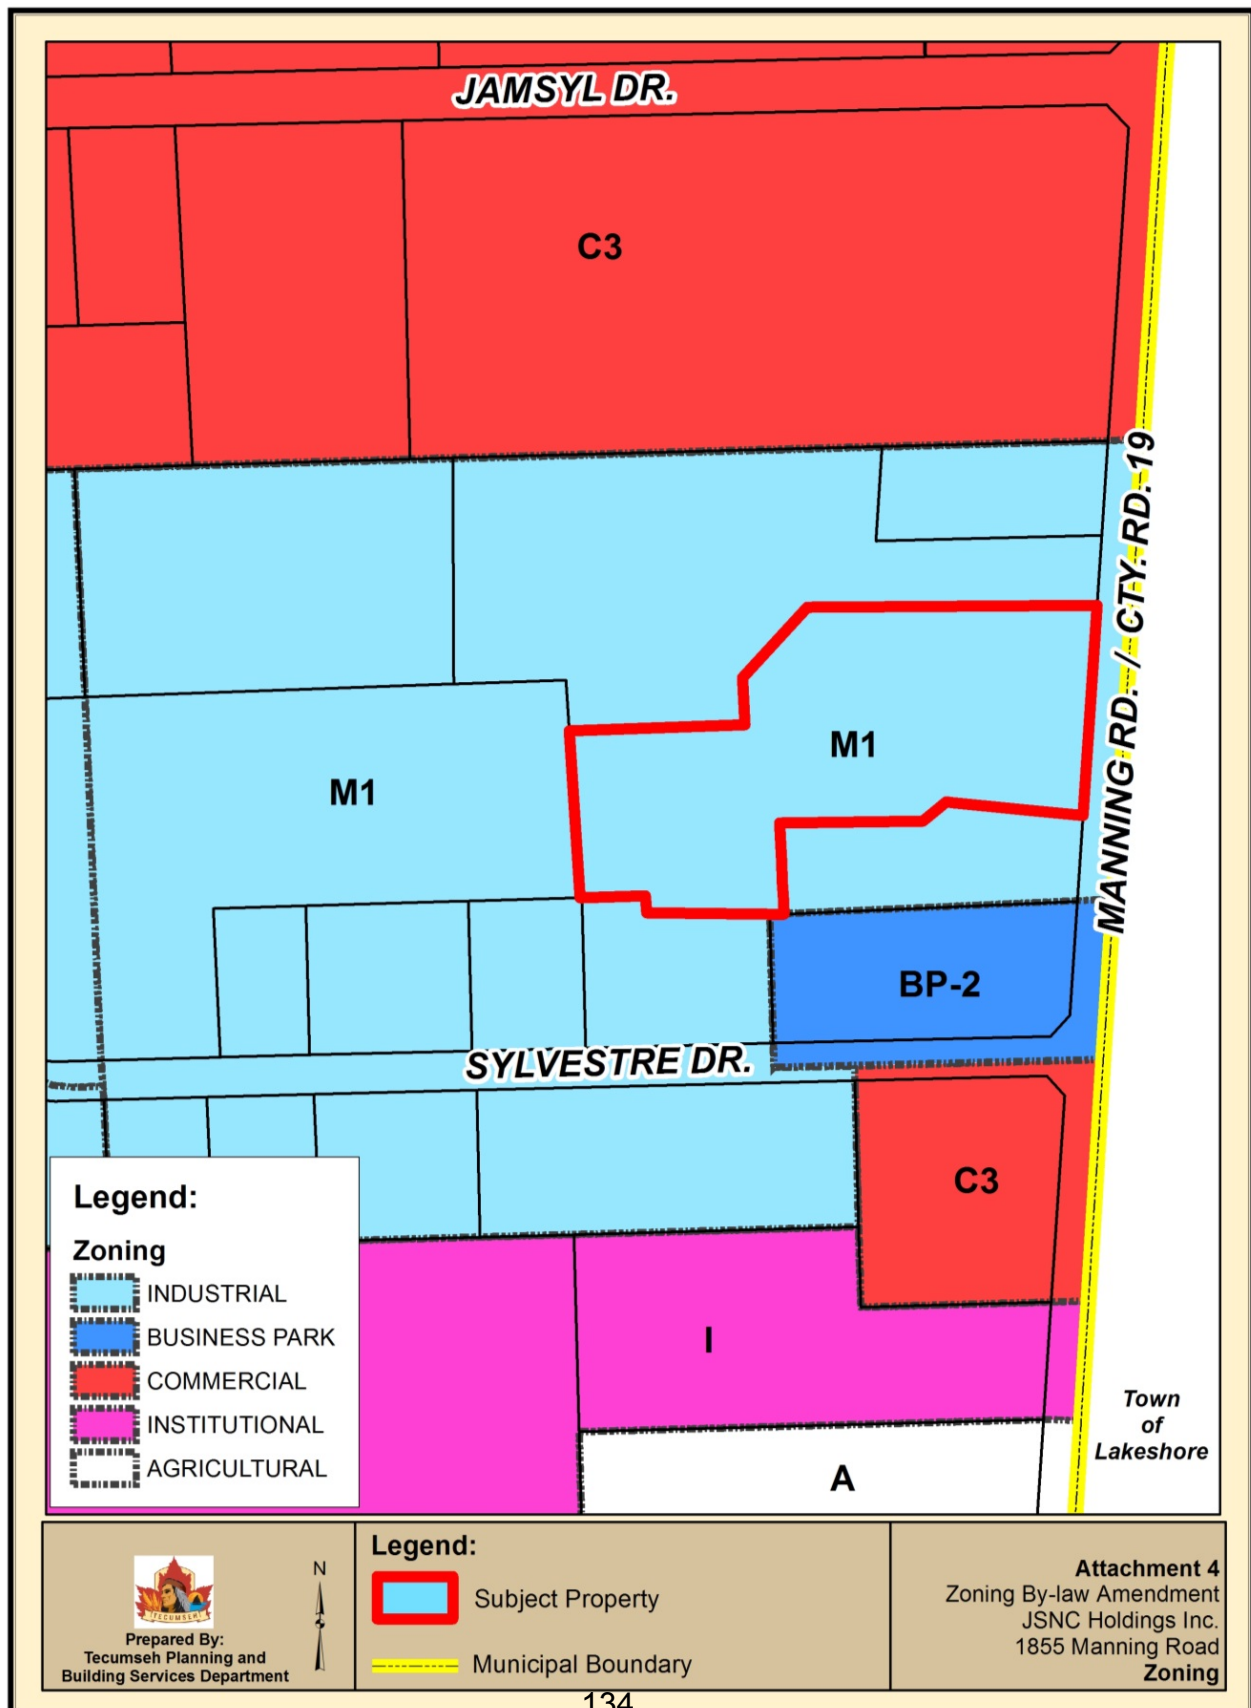 JAMSYL DR.
C3
MANNING RD. / CTY. RD. 19
M1
M1
BP-2
SYLVESTRE DR.
C3
I
A
Town
of
Lakeshore
Legend:
Zoning
INDUSTRIAL
BUSINESS PARK
COMMERCIAL
INSTITUTIONAL
AGRICULTURAL
TECUMSEH
Prepared By:
Tecumseh Planning and
Building Services Department
N
Legend:
Subject Property
Municipal Boundary
Attachment 4
Zoning By-law Amendment
JSNC Holdings Inc.
1855 Manning Road
Zoning
134